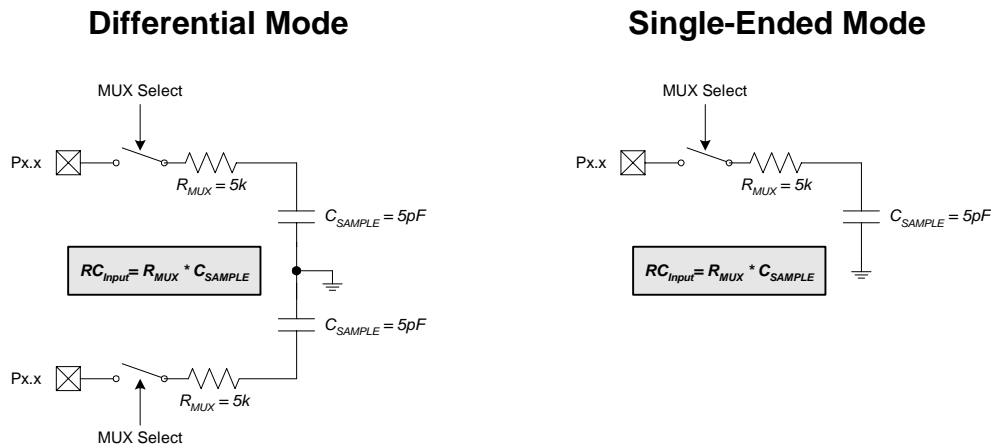 Differential Mode
MUX Select
Px.x
R_MUX = 5k
C_SAMPLE = 5pF
RC_Input= R_MUX * C_SAMPLE
C_SAMPLE = 5pF
Px.x
R_MUX = 5k
MUX Select
Single-Ended Mode
MUX Select
Px.x
R_MUX = 5k
C_SAMPLE = 5pF
RC_Input= R_MUX * C_SAMPLE